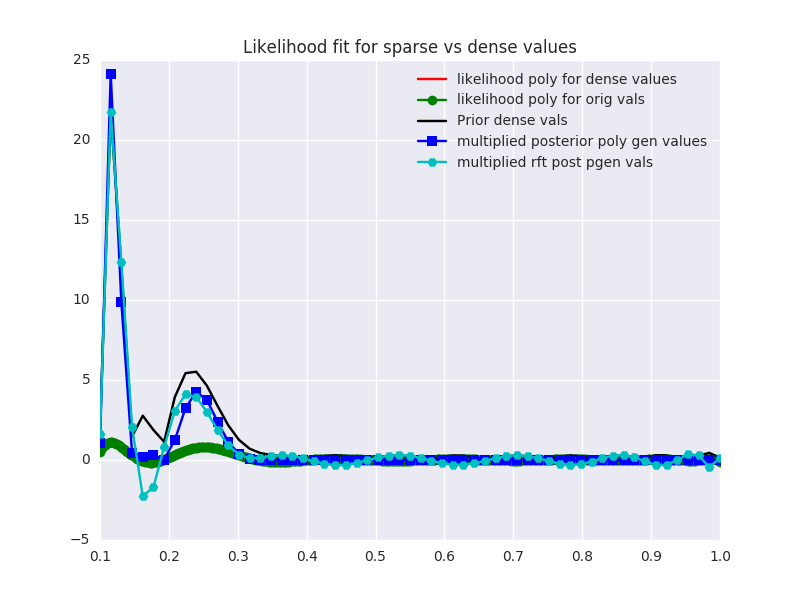 Likelihood fit for sparse vs dense values
likelihood poly for dense values
likelihood poly for orig vals
Prior dense vals
multiplied posterior poly gen values
multiplied rft post pgen vals
25
20
15
10
5
0
−5
0.1 0.2 0.3 0.4 0.5 0.6 0.7 0.8 0.9 1.0